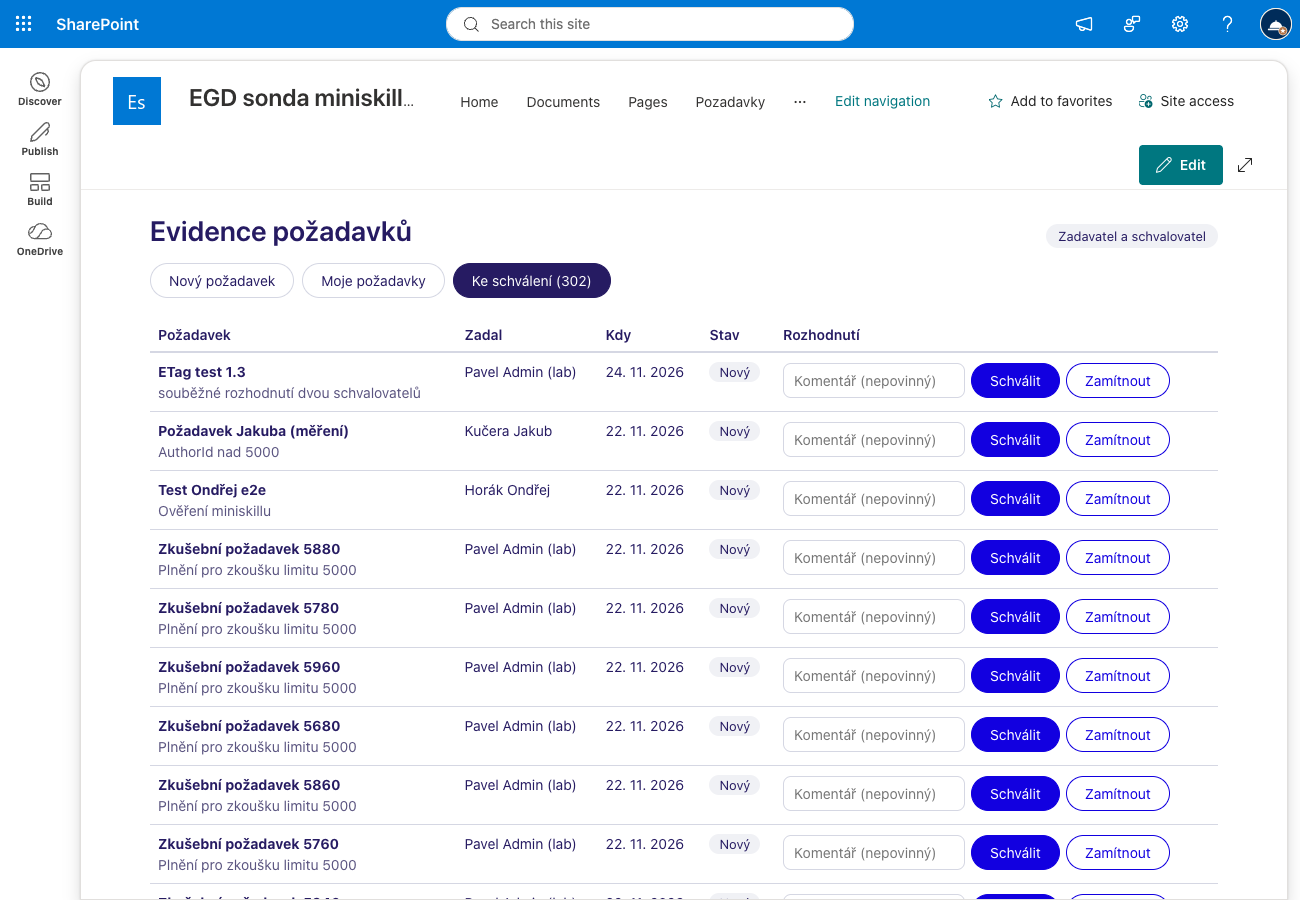 SharePoint
Search this site
Discover
Publish
Build
OneDrive
Es
EGD sonda miniskill...
Home
Documents
Pages
Pozadavky
...
Edit navigation
Add to favorites
Site access
Edit
Evidence požadavků
Zadavatel a schvalovatel
Nový požadavek
Moje požadavky
Ke schválení (302)
Požadavek Zadal Kdy Stav Rozhodnutí
ETag test 1.3 Pavel Admin (lab) 24. 11. 2026 Nový Komentář (nepovinný) Schválit Zamítnout
souběžné rozhodnutí dvou schvalovatelů
Požadavek Jakuba (měření) Kučera Jakub 22. 11. 2026 Nový Komentář (nepovinný) Schválit Zamítnout
AuthorId nad 5000
Test Ondřej e2e Horák Ondřej 22. 11. 2026 Nový Komentář (nepovinný) Schválit Zamítnout
Ověření miniskillu
Zkušební požadavek 5880 Pavel Admin (lab) 22. 11. 2026 Nový Komentář (nepovinný) Schválit Zamítnout
Plnění pro zkoušku limitu 5000
Zkušební požadavek 5780 Pavel Admin (lab) 22. 11. 2026 Nový Komentář (nepovinný) Schválit Zamítnout
Plnění pro zkoušku limitu 5000
Zkušební požadavek 5960 Pavel Admin (lab) 22. 11. 2026 Nový Komentář (nepovinný) Schválit Zamítnout
Plnění pro zkoušku limitu 5000
Zkušební požadavek 5680 Pavel Admin (lab) 22. 11. 2026 Nový Komentář (nepovinný) Schválit Zamítnout
Plnění pro zkoušku limitu 5000
Zkušební požadavek 5860 Pavel Admin (lab) 22. 11. 2026 Nový Komentář (nepovinný) Schválit Zamítnout
Plnění pro zkoušku limitu 5000
Zkušební požadavek 5760 Pavel Admin (lab) 22. 11. 2026 Nový Komentář (nepovinný) Schválit Zamítnout
Plnění pro zkoušku limitu 5000